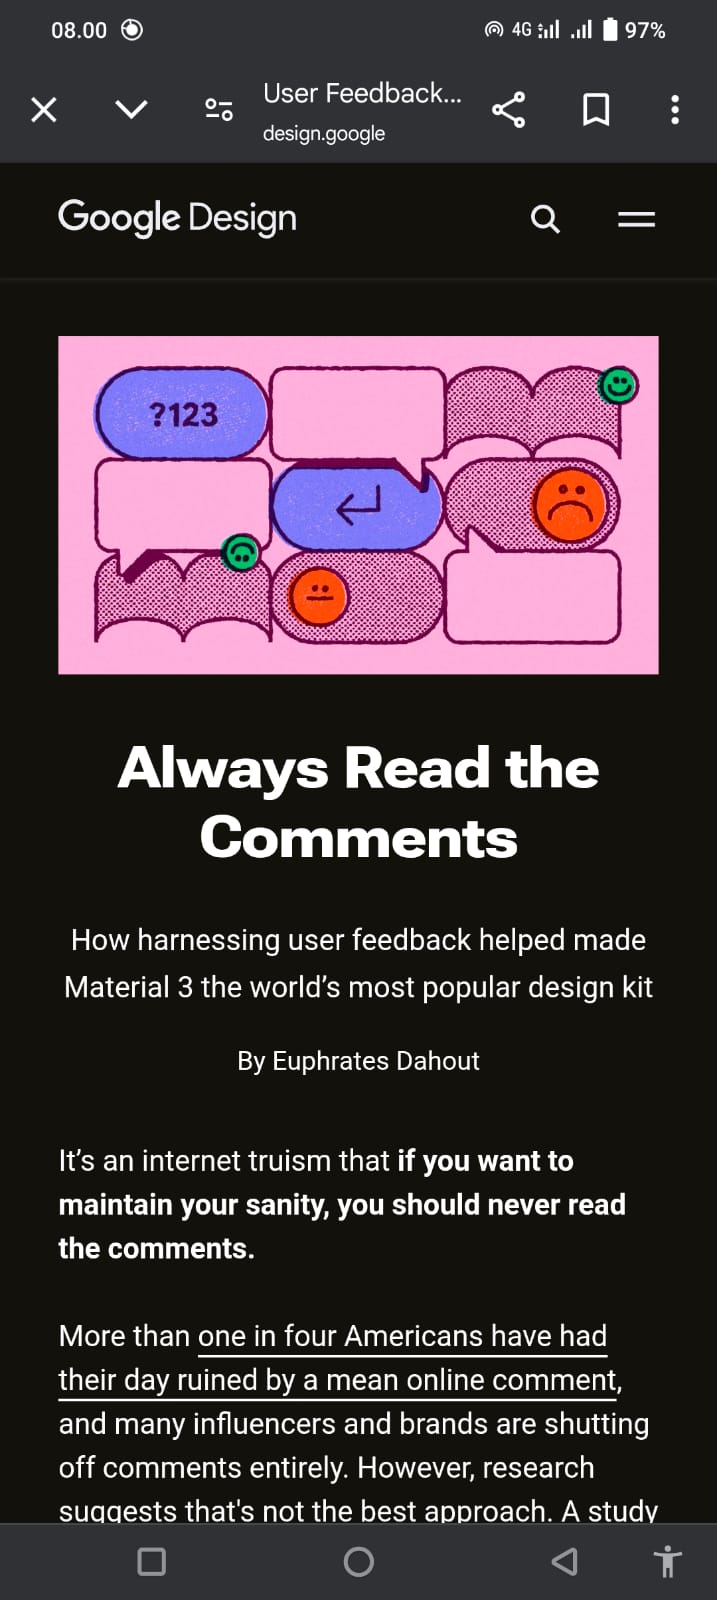 08.00
4G
97%
User Feedback...
design.google
Google Design
?123
Always Read the
Comments
How harnessing user feedback helped made
Material 3 the world’s most popular design kit
By Euphrates Dahout
It’s an internet truism that if you want to
maintain your sanity, you should never read
the comments.
More than one in four Americans have had
their day ruined by a mean online comment,
and many influencers and brands are shutting
off comments entirely. However, research
suggests that's not the best approach. A study